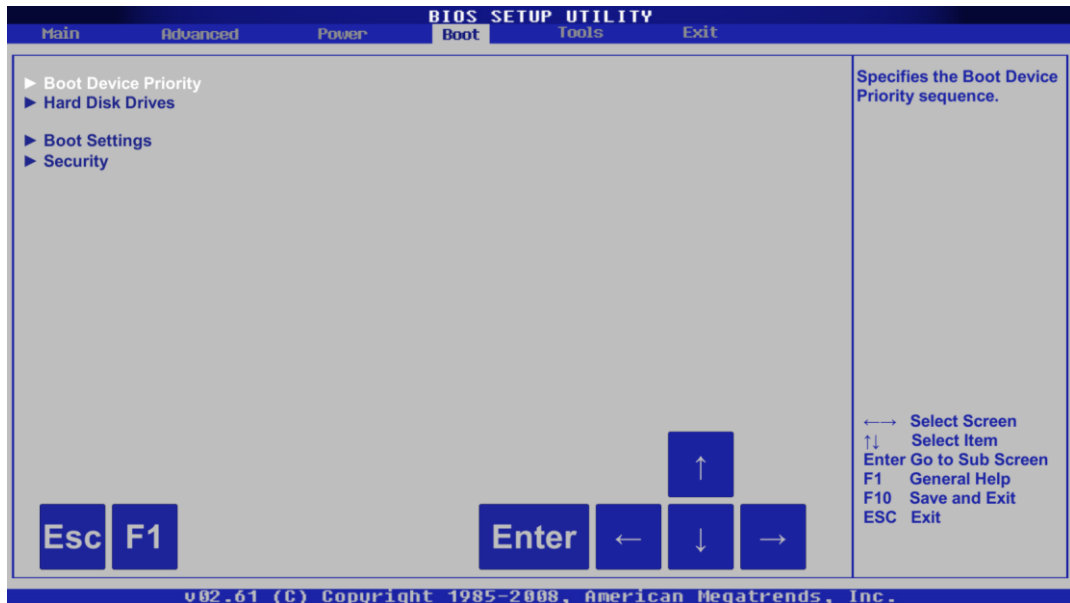 BIOS SETUP UTILITY
Main Advanced Power Boot Tools Exit
► Boot Device Priority
► Hard Disk Drives
► Boot Settings
► Security
Specifies the Boot Device
Priority sequence.
←→ Select Screen
↑↓ Select Item
Enter Go to Sub Screen
F1 General Help
F10 Save and Exit
ESC Exit
↑
Esc F1 Enter ← ↓ →
v02.61 (C) Copyright 1985-2008, American Megatrends, Inc.